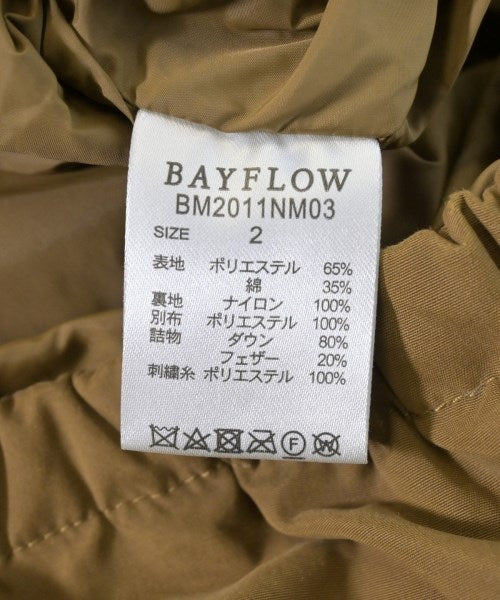 BAYFLOW
BM2011NM03
SIZE 2
表地 ポリエステル 65%
綿 35%
裏地 ナイロン 100%
別布 ポリエステル 100%
詰物 ダウン 80%
フェザー 20%
刺繍糸 ポリエステル 100%
F W